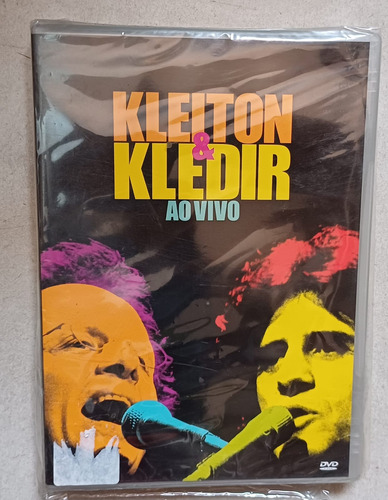 KLEITON
&
KLEDIR
AO VIVO
DVD